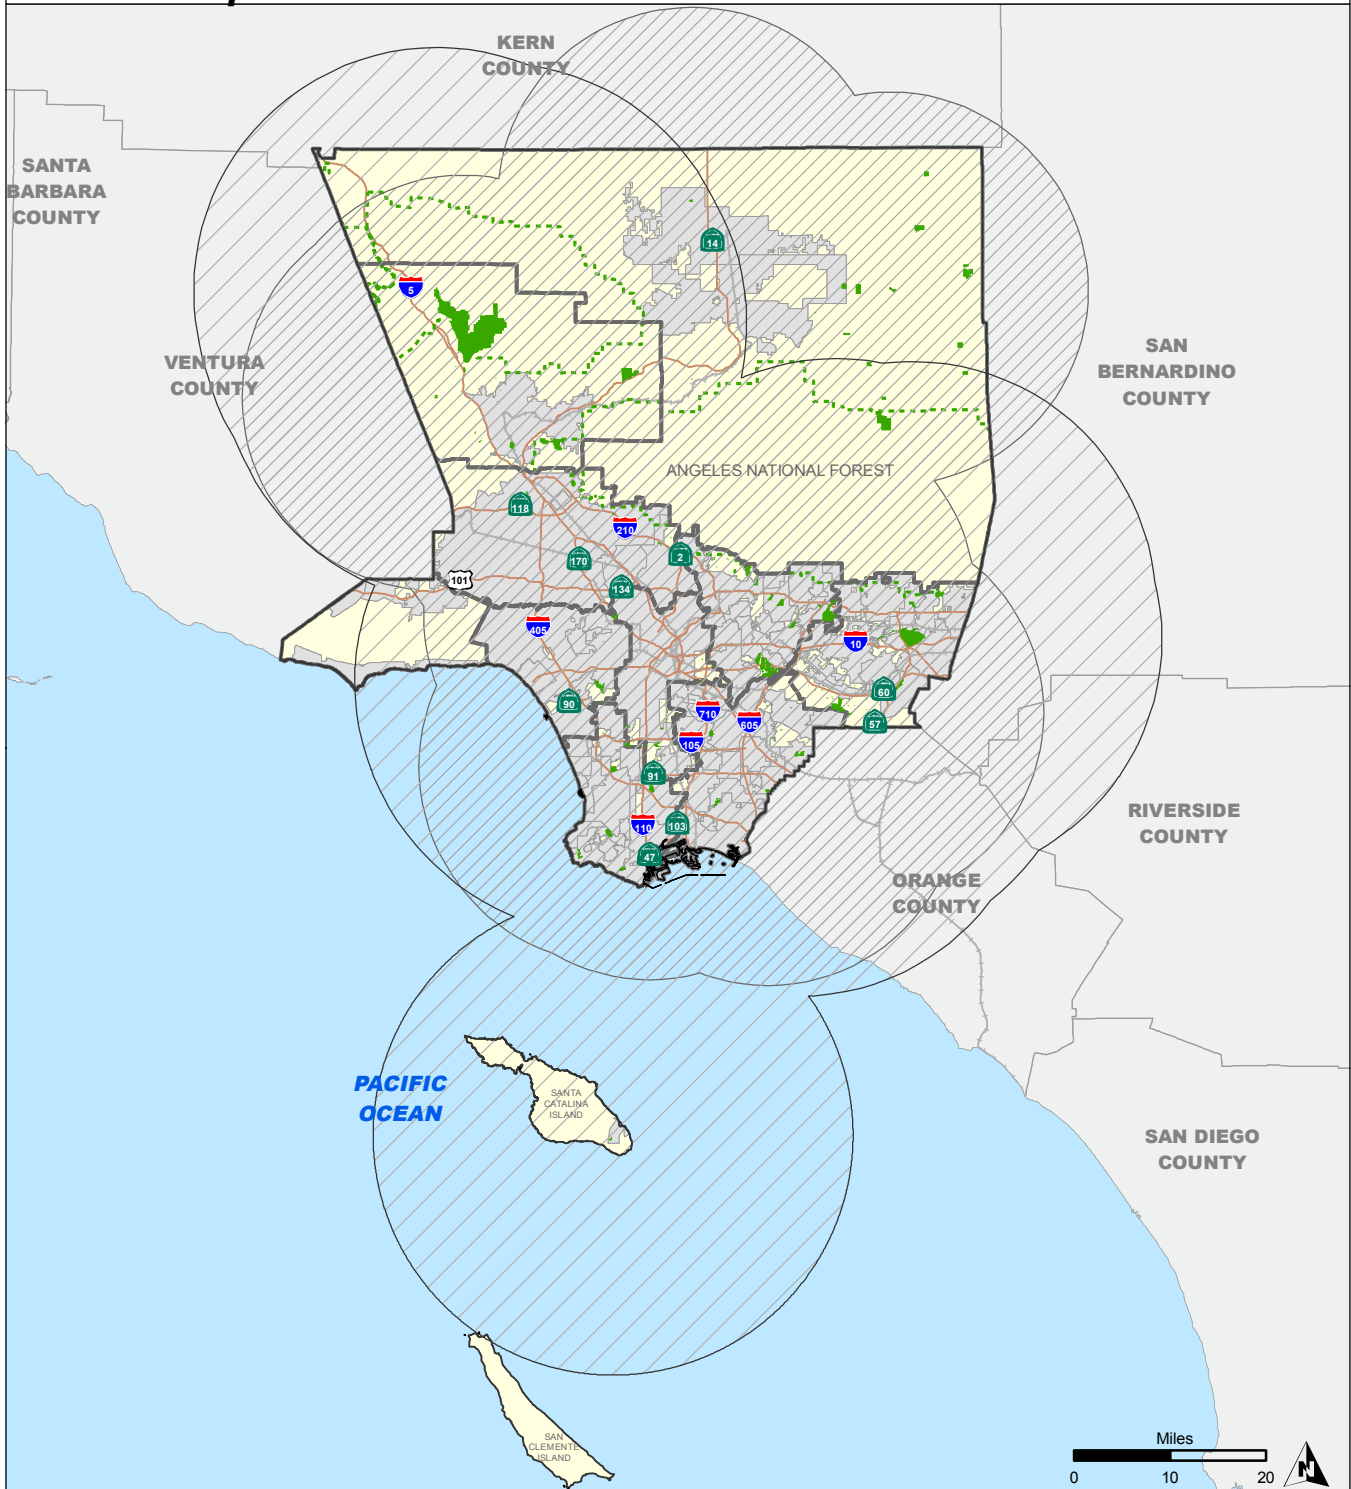 KERN
COUNTY
SANTA
BARBARA
COUNTY
14
5
VENTURA
COUNTY
SAN
BERNARDINO
COUNTY
ANGELES NATIONAL FOREST
118
210
170
2
101
134
405
10
90
60
710
605
57
105
91
110
103
47
RIVERSIDE
COUNTY
ORANGE
COUNTY
PACIFIC
OCEAN
SANTA
CATALINA
ISLAND
SAN DIEGO
COUNTY
SAN
CLEMENTE
ISLAND
Miles
0 10 20
N